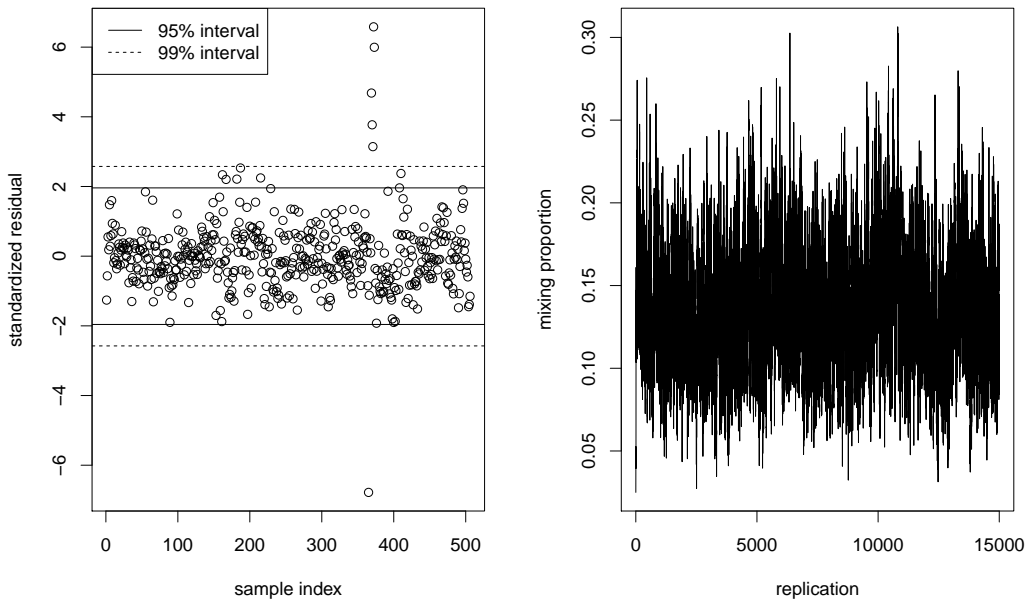 95% interval
99% interval
standardized residual
6
4
2
0
−2
−4
−6
0 100 200 300 400 500
sample index
mixing proportion
0.30
0.25
0.20
0.15
0.10
0.05
0 5000 10000 15000
replication